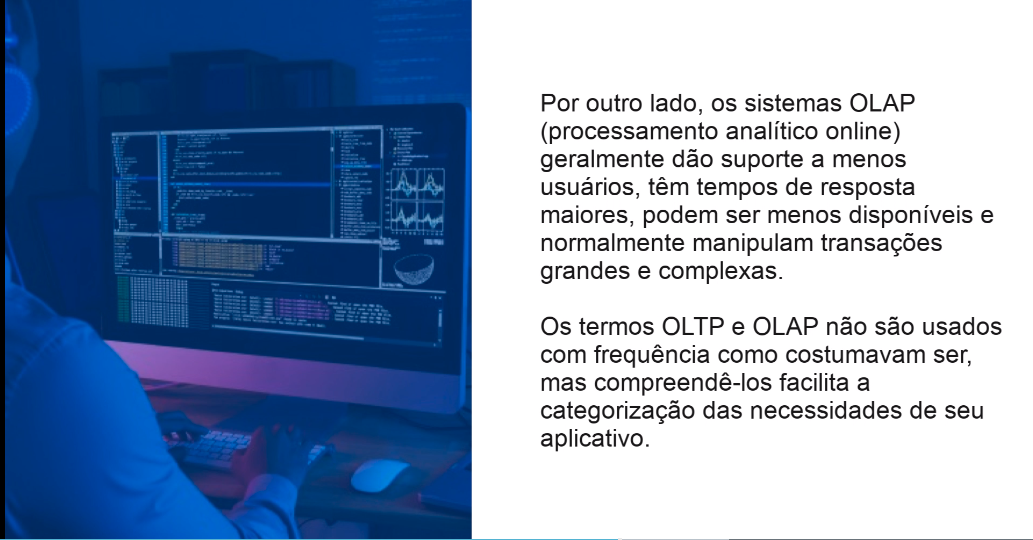 Por outro lado, os sistemas OLAP
(processamento analítico online)
geralmente dão suporte a menos
usuários, têm tempos de resposta
maiores, podem ser menos disponíveis e
normalmente manipulam transações
grandes e complexas.
Os termos OLTP e OLAP não são usados
com frequência como costumavam ser,
mas compreendê-los facilita a
categorização das necessidades de seu
aplicativo.